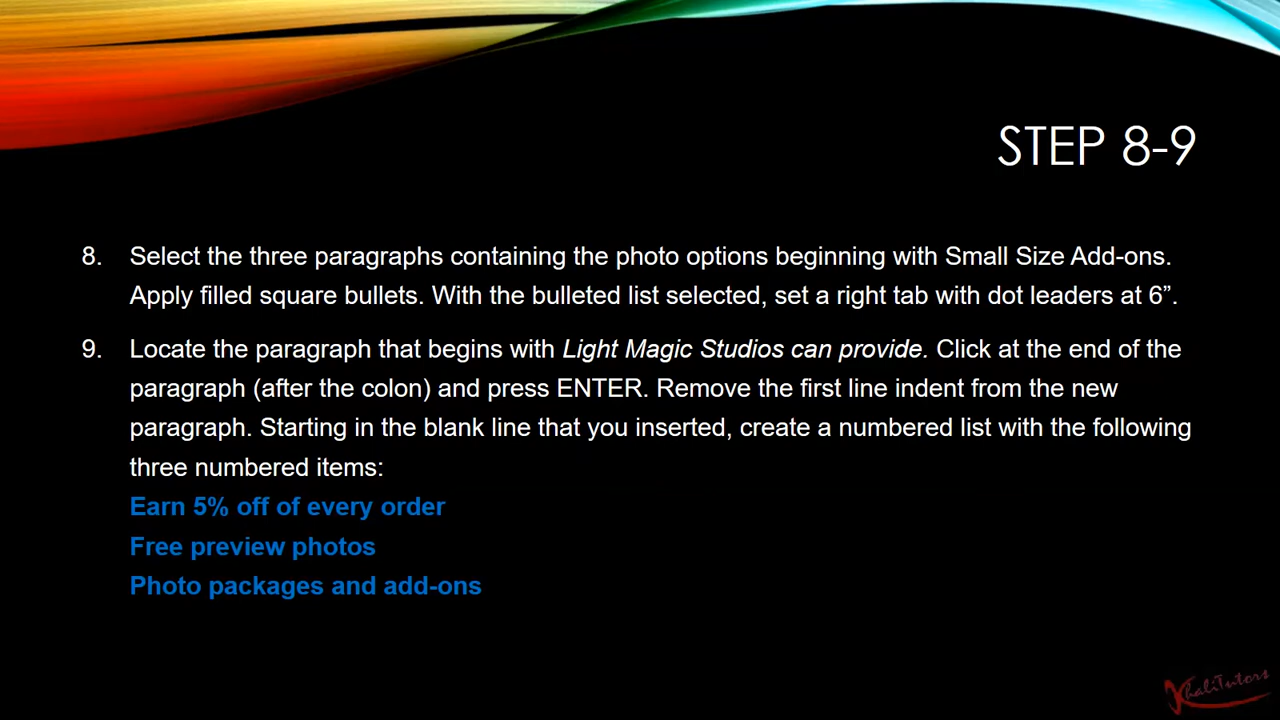 STEP 8-9
8. Select the three paragraphs containing the photo options beginning with Small Size Add-ons.
Apply filled square bullets. With the bulleted list selected, set a right tab with dot leaders at 6”.
9. Locate the paragraph that begins with Light Magic Studios can provide. Click at the end of the
paragraph (after the colon) and press ENTER. Remove the first line indent from the new
paragraph. Starting in the blank line that you inserted, create a numbered list with the following
three numbered items:
Earn 5% off of every order
Free preview photos
Photo packages and add-ons
KhaliTutors